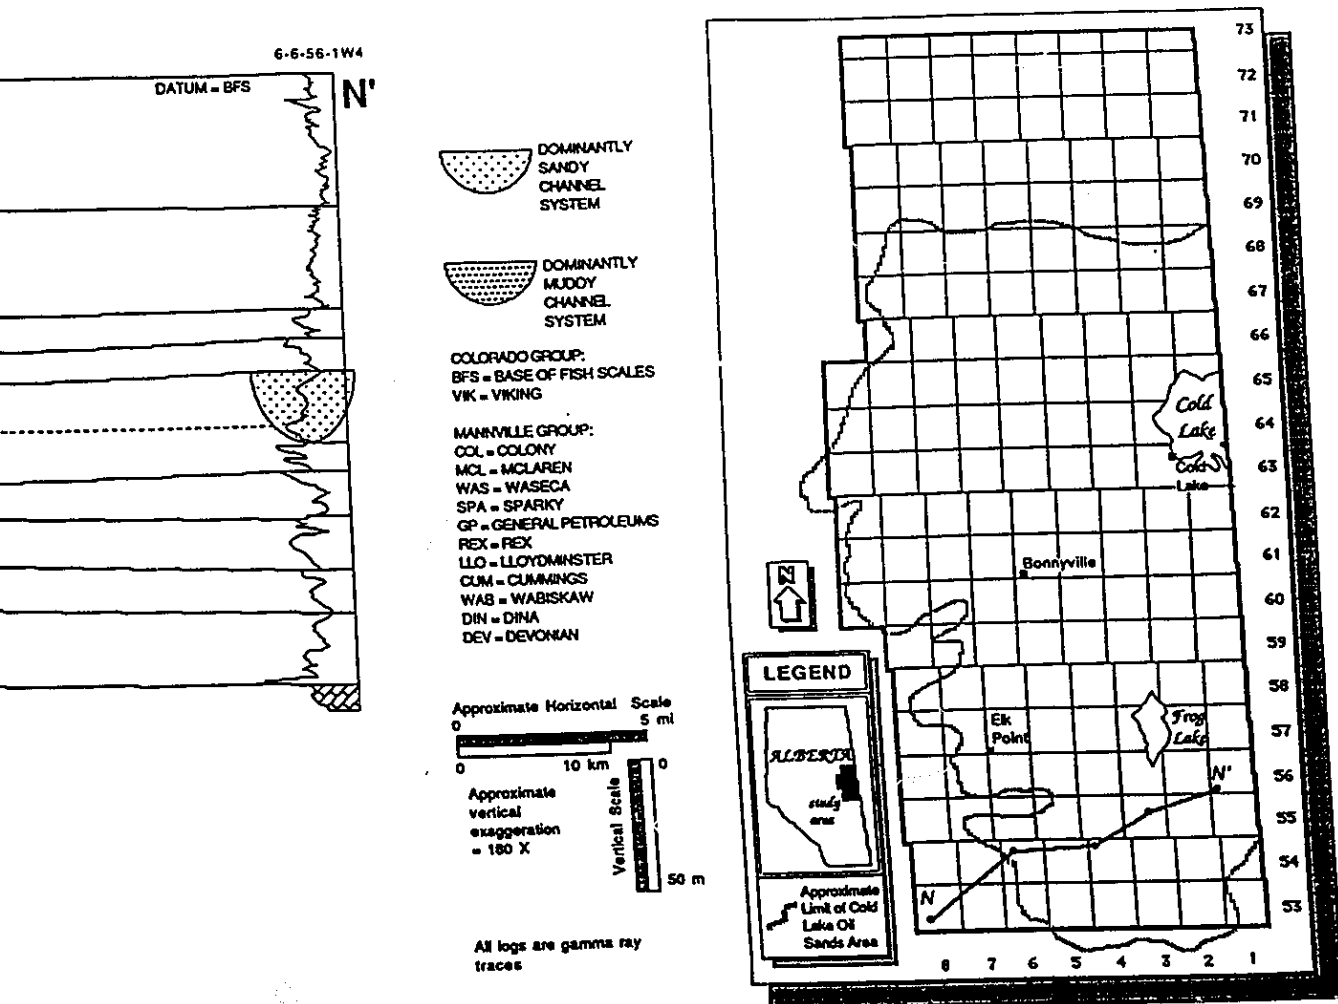 6-6-56-1W4
DATUM = BFS
N'
DOMINANTLY
SANDY
CHANNEL
SYSTEM
DOMINANTLY
MUDDY
CHANNEL
SYSTEM
COLORADO GROUP:
BFS = BASE OF FISH SCALES
VIK = VIKING
MANNVILLE GROUP:
COL = COLONY
MCL = MCLAREN
WAS = WASECA
SPA = SPARKY
GP = GENERAL PETROLEUMS
REX = REX
LLO = LLOYDMINSTER
CUM = CUMMINGS
WAB = WABISKAW
DIN = DINA
DEV = DEVONIAN
Approximate Horizontal Scale
0 5 mi
0 10 km
Approximate
vertical
exaggeration
= 180 X
Vertical Scale
0
50 m
All logs are gamma ray
traces
73
72
71
70
69
68
67
66
65
64
63
62
61
60
59
58
57
56
55
54
53
Cold
Lake
Cold
Lake
Bonnyville
Elk
Point
Frog
Lake
N'
N
8 7 6 5 4 3 2 1
N
LEGEND
ALBERTA
study
area
Approximate
Limit of Cold
Lake Oil
Sands Area